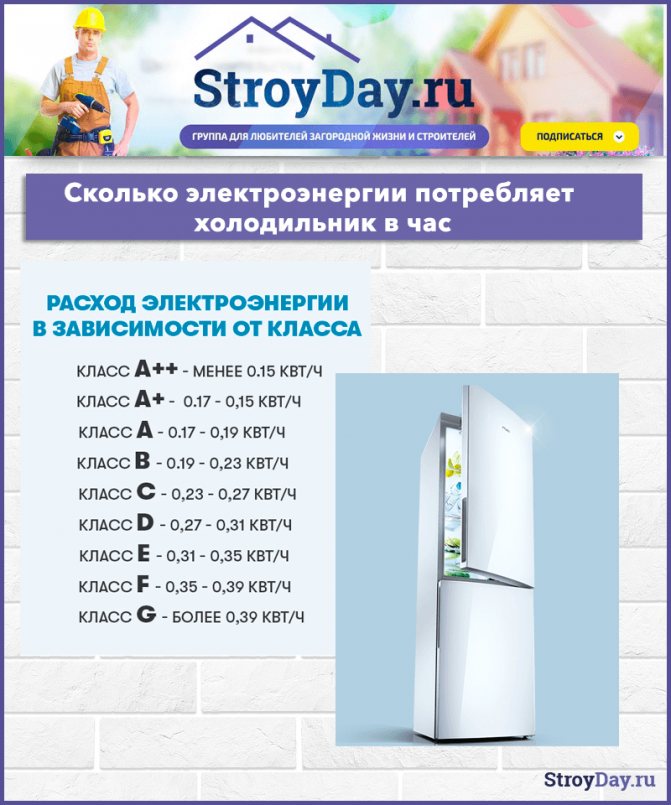 StroyDay.ru
ГРУППА ДЛЯ ЛЮБИТЕЛЕЙ ЗАГОРОДНОЙ ЖИЗНИ И СТРОИТЕЛЕЙ
ПОДПИСАТЬСЯ
Сколько электроэнергии потребляет
холодильник в час
РАСХОД ЭЛЕКТРОЭНЕРГИИ
В ЗАВИСИМОСТИ ОТ КЛАССА
КЛАСС A++ - МЕНЕЕ 0.15 КВТ/Ч
КЛАСС A+ - 0.17 - 0,15 КВТ/Ч
КЛАСС A - 0.17 - 0,19 КВТ/Ч
КЛАСС B - 0.19 - 0,23 КВТ/Ч
КЛАСС C - 0,23 - 0,27 КВТ/Ч
КЛАСС D - 0,27 - 0,31 КВТ/Ч
КЛАСС E - 0,31 - 0,35 КВТ/Ч
КЛАСС F - 0,35 - 0,39 КВТ/Ч
КЛАСС G - БОЛЕЕ 0,39 КВТ/Ч
StroyDay.ru